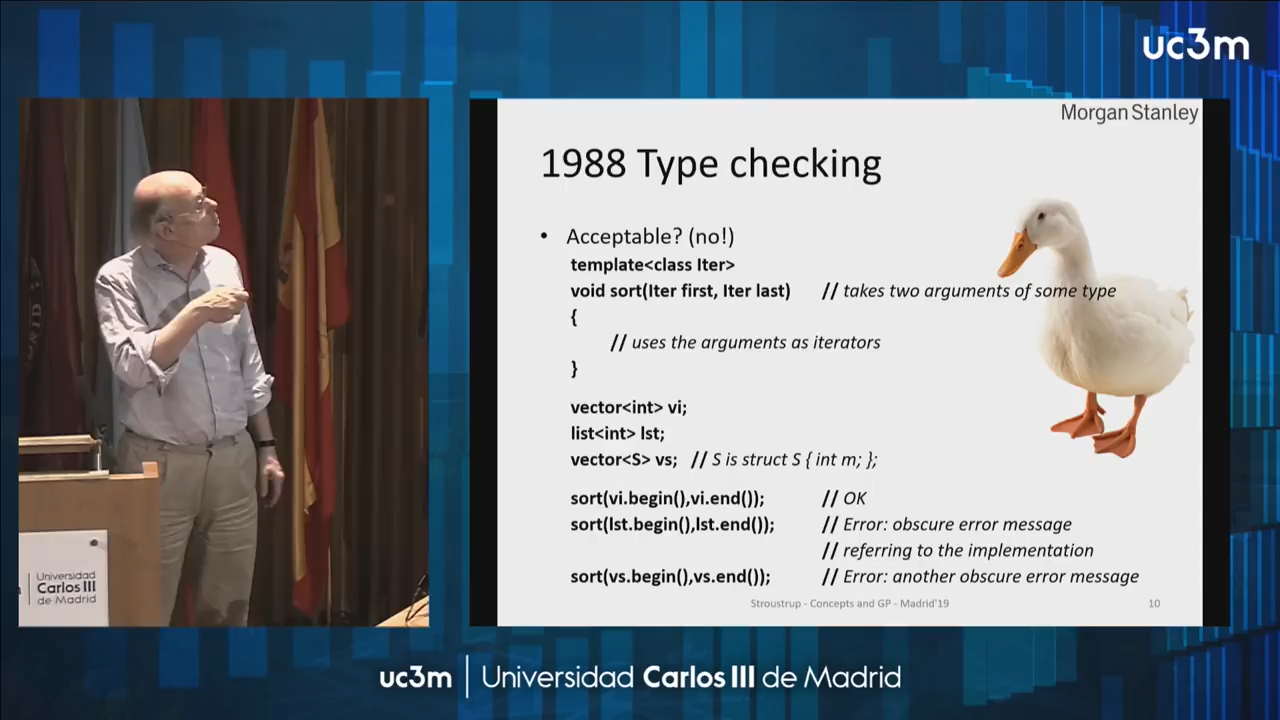 uc3m
Morgan Stanley
1988 Type checking
• Acceptable? (no!)
template<class Iter>
void sort(Iter first, Iter last) // takes two arguments of some type
{
// uses the arguments as iterators
}
vector<int> vi;
list<int> lst;
vector<S> vs; // S is struct S { int m; };
sort(vi.begin(),vi.end()); // OK
sort(lst.begin(),lst.end()); // Error: obscure error message
// referring to the implementation
sort(vs.begin(),vs.end()); // Error: another obscure error message
Stroustrup - Concepts and GP - Madrid'19 10
Universidad
Carlos III
de Madrid
uc3m | Universidad Carlos III de Madrid